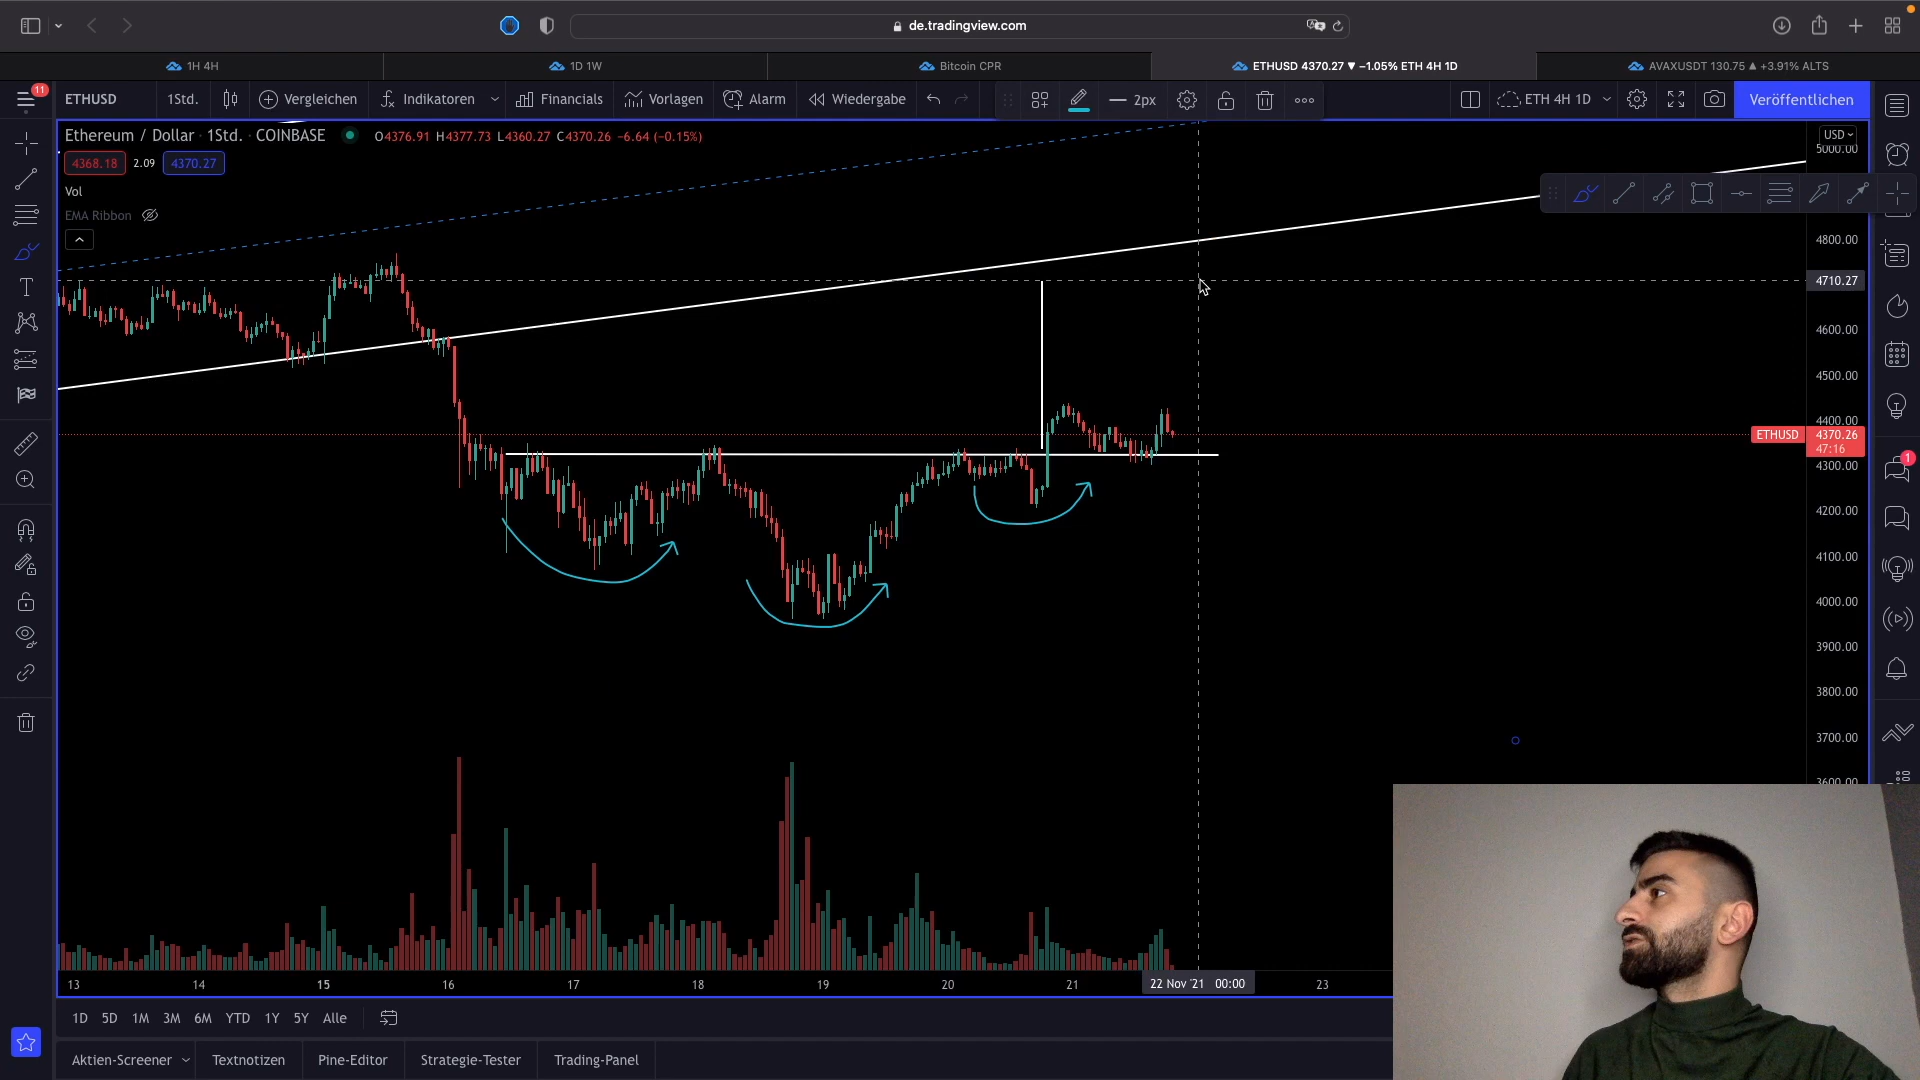 de.tradingview.com
1H 4H
1D 1W
Bitcoin CPR
ETHUSD 4370.27 ▼ −1.05% ETH 4H 1D
AVAXUSDT 130.75 ▲ +3.91% ALTS
11
ETHUSD
1Std.
Vergleichen
Indikatoren
Financials
Vorlagen
Alarm
Wiedergabe
2px
ETH 4H 1D
Veröffentlichen
Ethereum / Dollar · 1Std. · COINBASE
O4376.91 H4377.73 L4360.27 C4370.26 −6.64 (−0.15%)
USD
5000.00
4368.18
2.09
4370.27
Vol
EMA Ribbon
4800.00
4710.27
4600.00
4500.00
4400.00
ETHUSD
4370.26
47:16
1
4300.00
4200.00
4100.00
4000.00
3900.00
3800.00
3700.00
3600.00
13
14
15
16
17
18
19
20
21
22 Nov '21 00:00
23
1D
5D
1M
3M
6M
YTD
1Y
5Y
Alle
Aktien-Screener
Textnotizen
Pine-Editor
Strategie-Tester
Trading-Panel